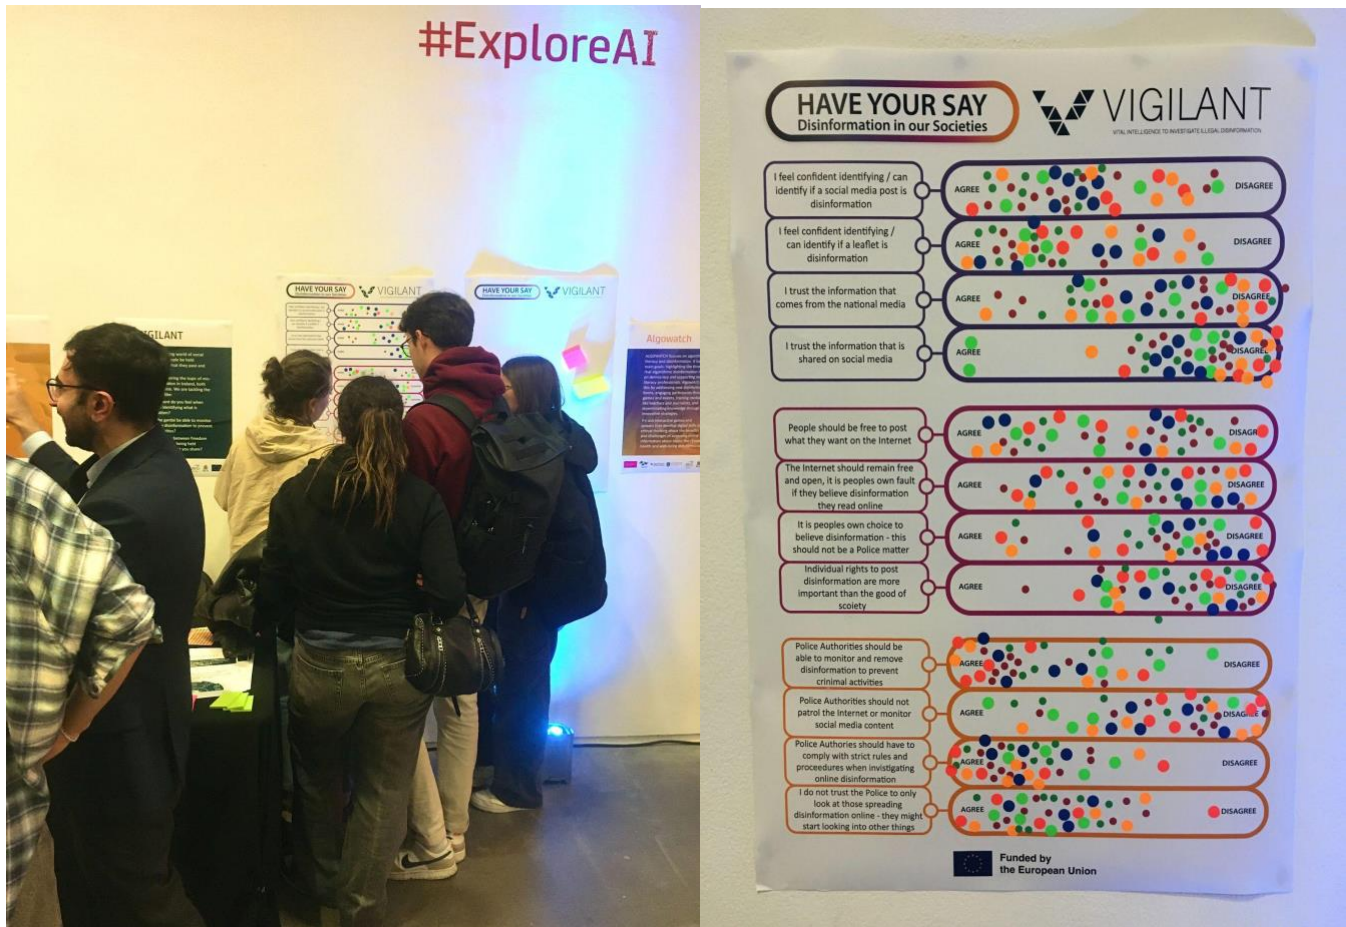 #ExploreAI
HAVE YOUR SAY
VIGILANT
HAVE YOUR SAY
VIGILANT
Algowatch
HAVE YOUR SAY
Disinformation in our Societies
VIGILANT
VITAL INTELLIGENCE TO INVESTIGATE ILLEGAL DISINFORMATION
I feel confident identifying / can
identify if a social media post is
disinformation
AGREE
DISAGREE
I feel confident identifying /
can identify if a leaflet is
disinformation
AGREE
DISAGREE
I trust the information that
comes from the national media
AGREE
DISAGREE
I trust the information that is
shared on social media
AGREE
DISAGREE
People should be free to post
what they want on the Internet
AGREE
DISAGR
The Internet should remain free
and open, it is peoples own fault
if they believe disinformation
they read online
AGREE
DISAGREE
It is peoples own choice to
believe disinformation - this
should not be a Police matter
AGREE
DISAGREE
Individual rights to post
disinformation are more
important than the good of
scoiety
AGREE
DISAGREE
Police Authorities should be
able to monitor and remove
disinformation to prevent
crinimal activities
AGREE
DISAGREE
Police Authorities should not
patrol the Internet or monitor
social media content
AGREE
DISAGREE
Police Authories should have to
comply with strict rules and
proceedures when invistigating
online disinformation
AGREE
DISAGREE
I do not trust the Police to only
look at those spreading
disinformation online - they might
start looking into other things
AGREE
DISAGREE
Funded by
the European Union